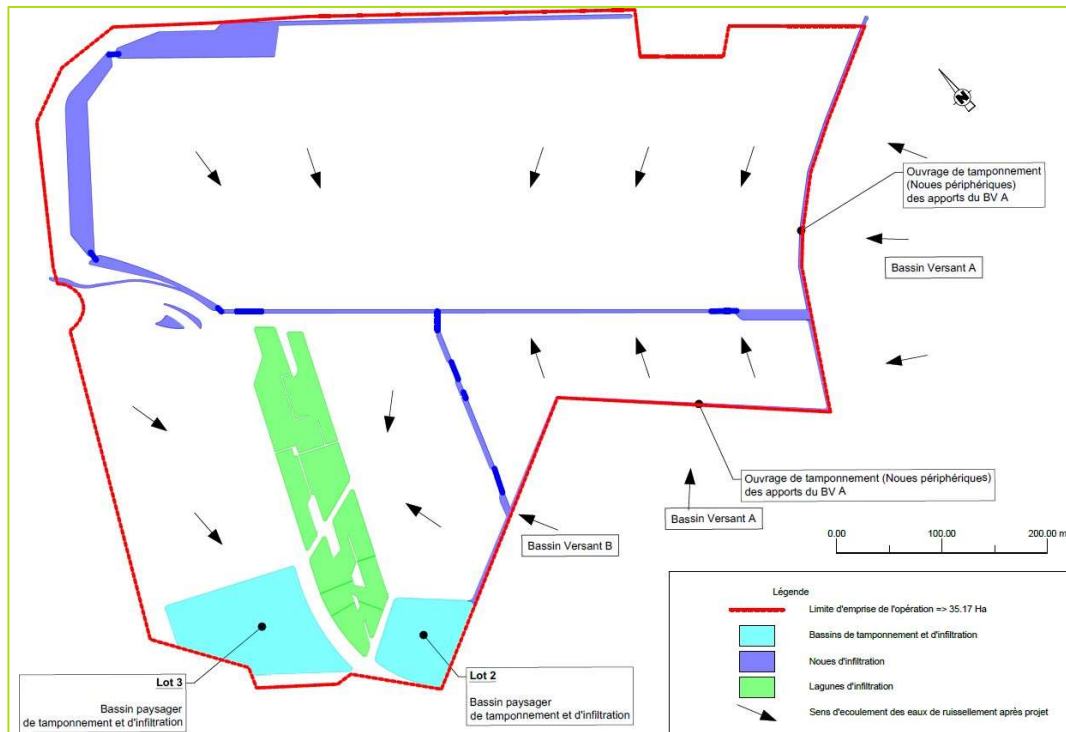 N
Ouvrage de tamponnement
(Noues périphériques)
des apports du BV A
Bassin Versant A
Ouvrage de tamponnement (Noues périphériques)
des apports du BV A
Bassin Versant A
Bassin Versant B
0.00 100.00 200.00 m
Lot 3
Bassin paysager
de tamponnement et d'infiltration
Lot 2
Bassin paysager
de tamponnement et d'infiltration
Légende
Limite d'emprise de l'opération => 35.17 Ha
Bassins de tamponnement et d'infiltration
Noues d'infiltration
Lagunes d'infiltration
Sens d'ecoulement des eaux de ruissellement après projet